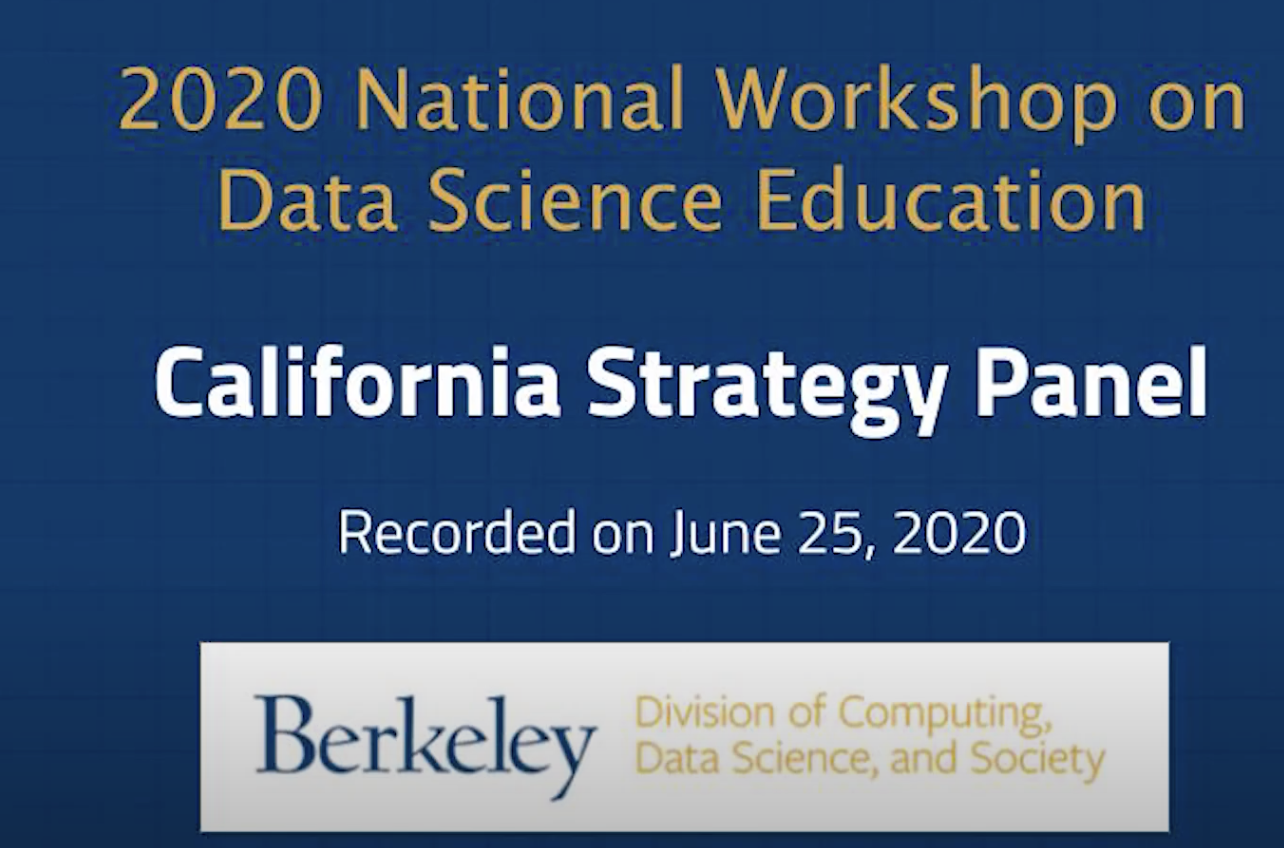 2020 National Workshop on
Data Science Education
California Strategy Panel
Recorded on June 25, 2020
Berkeley
Division of Computing,
Data Science, and Society